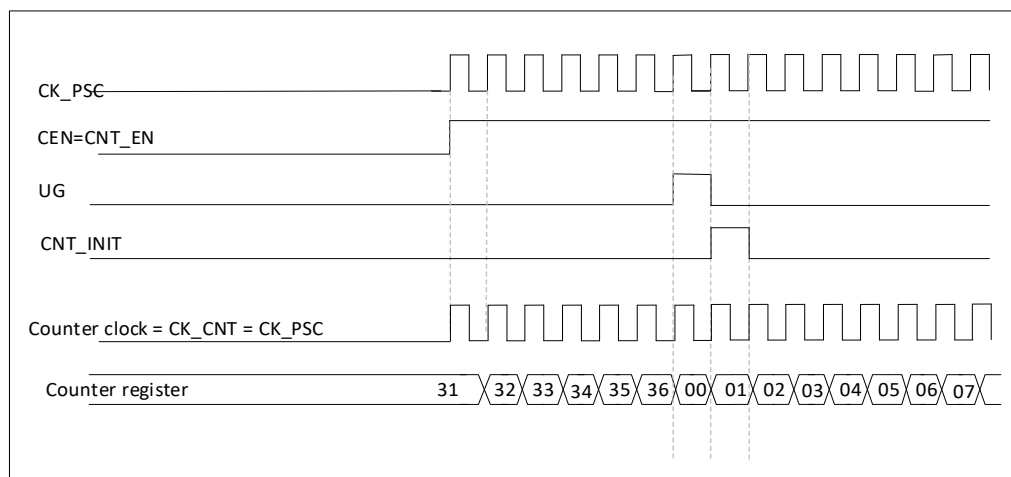 CK_PSC
CEN=CNT_EN
UG
CNT_INIT
Counter clock = CK_CNT = CK_PSC
Counter register 31 32 33 34 35 36 00 01 02 03 04 05 06 07